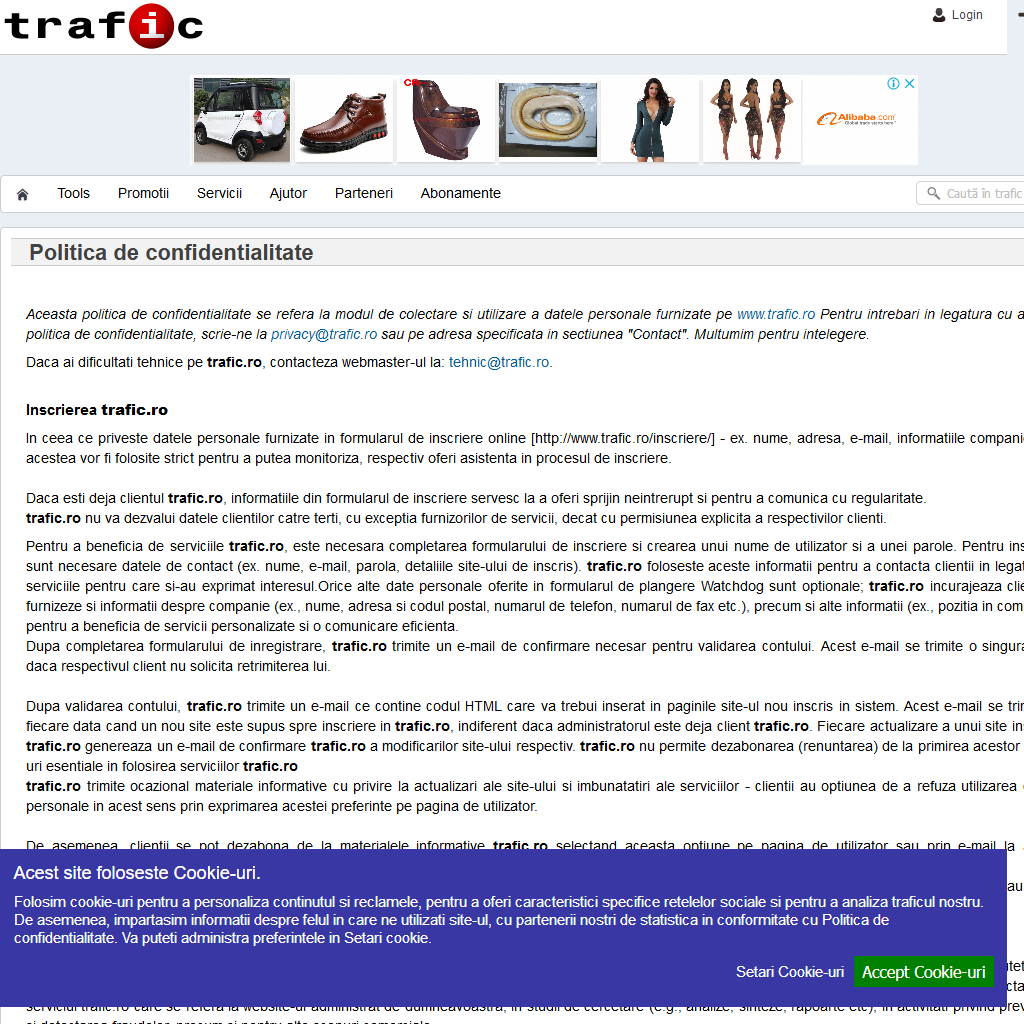 trafic
Login
Alibaba.com
Global trade starts here
Tools Promotii Servicii Ajutor Parteneri Abonamente
Caută în trafic
Politica de confidentialitate
Aceasta politica de confidentialitate se refera la modul de colectare si utilizare a datele personale furnizate pe www.trafic.ro Pentru intrebari in legatura cu a
politica de confidentialitate, scrie-ne la privacy@trafic.ro sau pe adresa specificata in sectiunea "Contact". Multumim pentru intelegere.
Daca ai dificultati tehnice pe trafic.ro, contacteza webmaster-ul la: tehnic@trafic.ro.
Inscrierea trafic.ro
In ceea ce priveste datele personale furnizate in formularul de inscriere online [http://www.trafic.ro/inscriere/] - ex. nume, adresa, e-mail, informatiile companie
acestea vor fi folosite strict pentru a putea monitoriza, respectiv oferi asistenta in procesul de inscriere.
Daca esti deja clientul trafic.ro, informatiile din formularul de inscriere servesc la a oferi sprijin neintrerupt si pentru a comunica cu regularitate.
trafic.ro nu va dezvalui datele clientilor catre terti, cu exceptia furnizorilor de servicii, decat cu permisiunea explicita a respectivilor clienti.
Pentru a beneficia de serviciile trafic.ro, este necesara completarea formularului de inscriere si crearea unui nume de utilizator si a unei parole. Pentru ins
sunt necesare datele de contact (ex. nume, e-mail, parola, detaliile site-ului de inscris). trafic.ro foloseste aceste informatii pentru a contacta clientii in legat
serviciile pentru care si-au exprimat interesul.Orice alte date personale oferite in formularul de plangere Watchdog sunt optionale; trafic.ro incurajeaza clie
furnizeze si informatii despre companie (ex., nume, adresa si codul postal, numarul de telefon, numarul de fax etc.), precum si alte informatii (ex., pozitia in com
pentru a beneficia de servicii personalizate si o comunicare eficienta.
Dupa completarea formularului de inregistrare, trafic.ro trimite un e-mail de confirmare necesar pentru validarea contului. Acest e-mail se trimite o singura
daca respectivul client nu solicita retrimiterea lui.
Dupa validarea contului, trafic.ro trimite un e-mail ce contine codul HTML care va trebui inserat in paginile site-ul nou inscris in sistem. Acest e-mail se trim
fiecare data cand un nou site este supus spre inscriere in trafic.ro, indiferent daca administratorul este deja client trafic.ro. Fiecare actualizare a unui site ins
trafic.ro genereaza un e-mail de confirmare trafic.ro a modificarilor site-ului respectiv. trafic.ro nu permite dezabonarea (renuntarea) de la primirea acestor
uri esentiale in folosirea serviciilor trafic.ro
trafic.ro trimite ocazional materiale informative cu privire la actualizari ale site-ului si imbunatatiri ale serviciilor - clientii au optiunea de a refuza utilizarea
personale in acest sens prin exprimarea acestei preferinte pe pagina de utilizator.
De asemenea, clientii se pot dezabona de la materialele informative trafic.ro selectand aceasta optiune pe pagina de utilizator sau prin e-mail la
au
Acest site foloseste Cookie-uri.
Folosim cookie-uri pentru a personaliza continutul si reclamele, pentru a oferi caracteristici specifice retelelor sociale si pentru a analiza traficul nostru.
De asemenea, impartasim informatii despre felul in care ne utilizati site-ul, cu partenerii nostri de statistica in conformitate cu Politica de
confidentialitate. Va puteti administra preferintele in Setari cookie.
Setari Cookie-uri Accept Cookie-uri